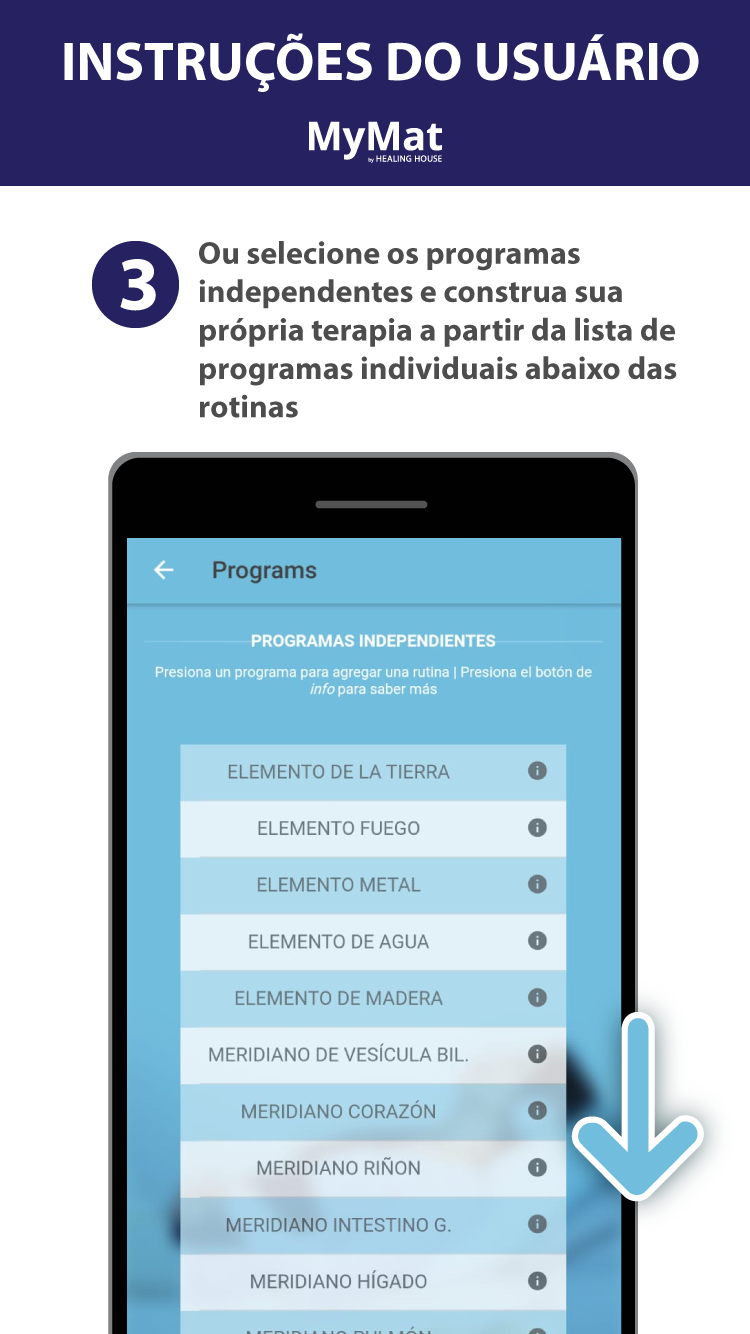 INSTRUÇÕES DO USUÁRIO
MyMat
by HEALING HOUSE
3
Ou selecione os programas
independentes e construa sua
própria terapia a partir da lista de
programas individuais abaixo das
rotinas
Programs
PROGRAMAS INDEPENDIENTES
Presiona un programa para agregar una rutina | Presiona el botón de
info para saber más
ELEMENTO DE LA TIERRA
ELEMENTO FUEGO
ELEMENTO METAL
ELEMENTO DE AGUA
ELEMENTO DE MADERA
MERIDIANO DE VESÍCULA BIL.
MERIDIANO CORAZÓN
MERIDIANO RIÑON
MERIDIANO INTESTINO G.
MERIDIANO HÍGADO
MERIDIANO PULMÓN